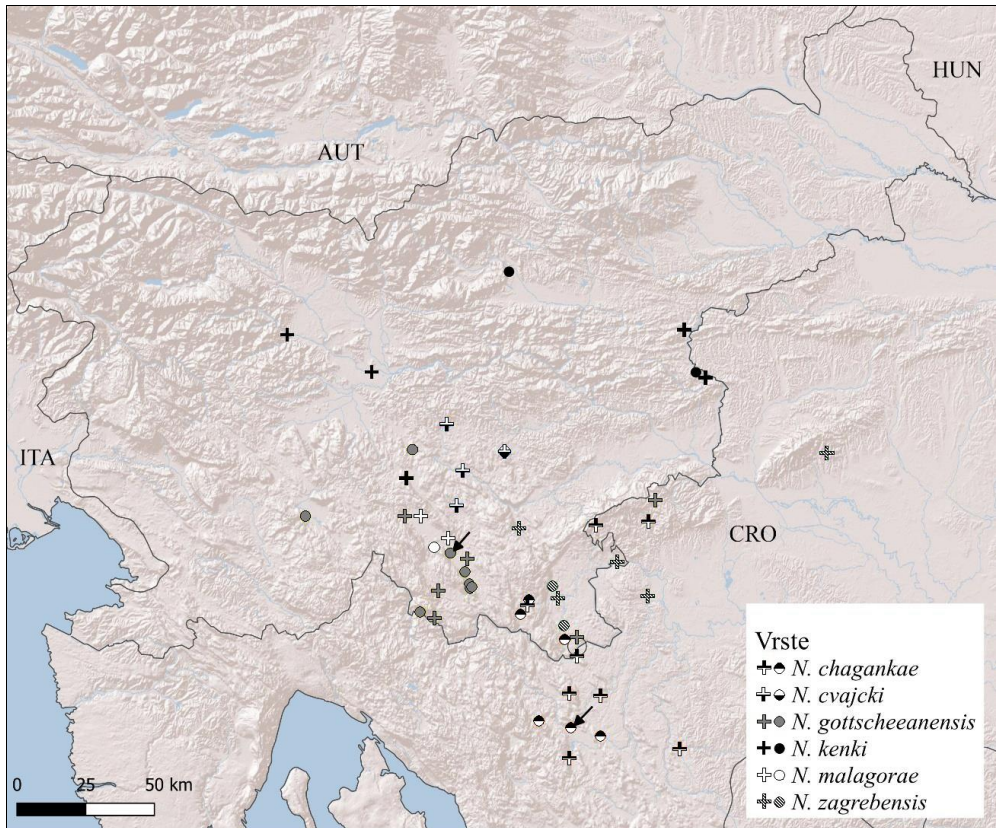 HUN
AUT
ITA
CRO
Vrste
N. chagankae
N. cvajcki
N. gottscheeanensis
N. kenki
N. malagorae
N. zagrebensis
0 25 50 km